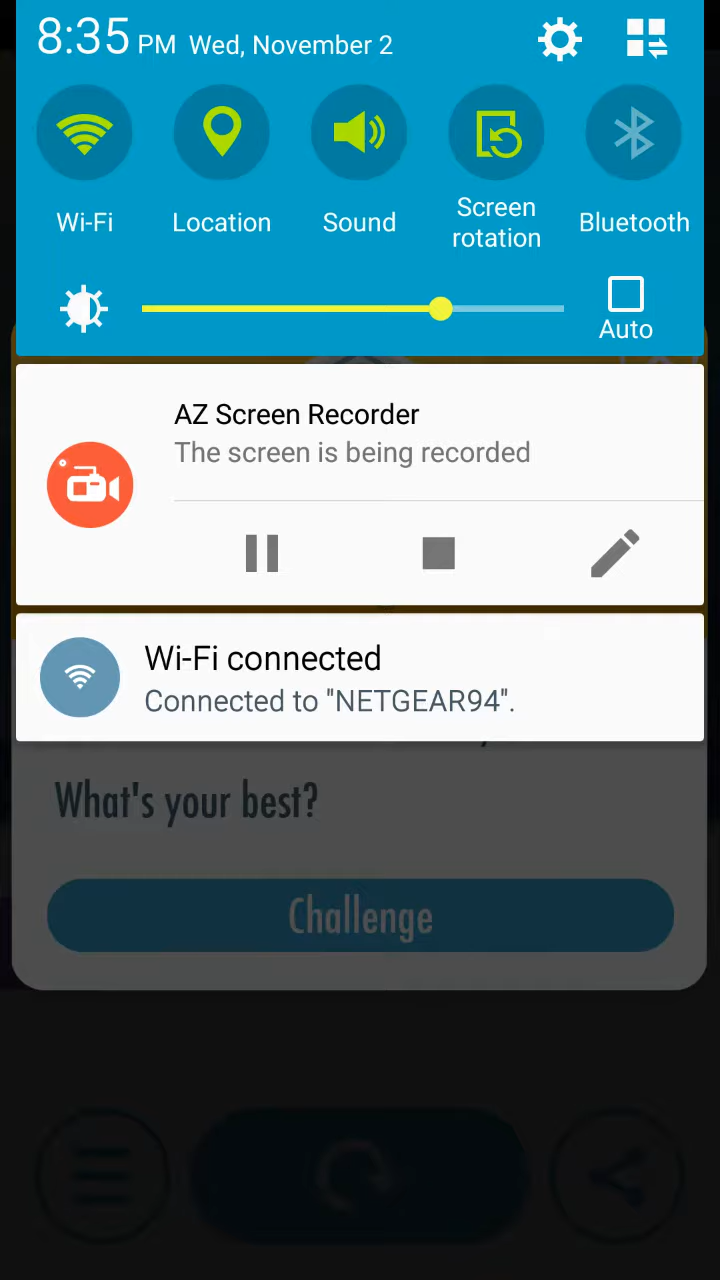 8:35 PM Wed, November 2
Wi-Fi
Location
Sound
Screen rotation
Bluetooth
Auto
AZ Screen Recorder
The screen is being recorded
Wi-Fi connected
Connected to "NETGEAR94".
What's your best?
Challenge